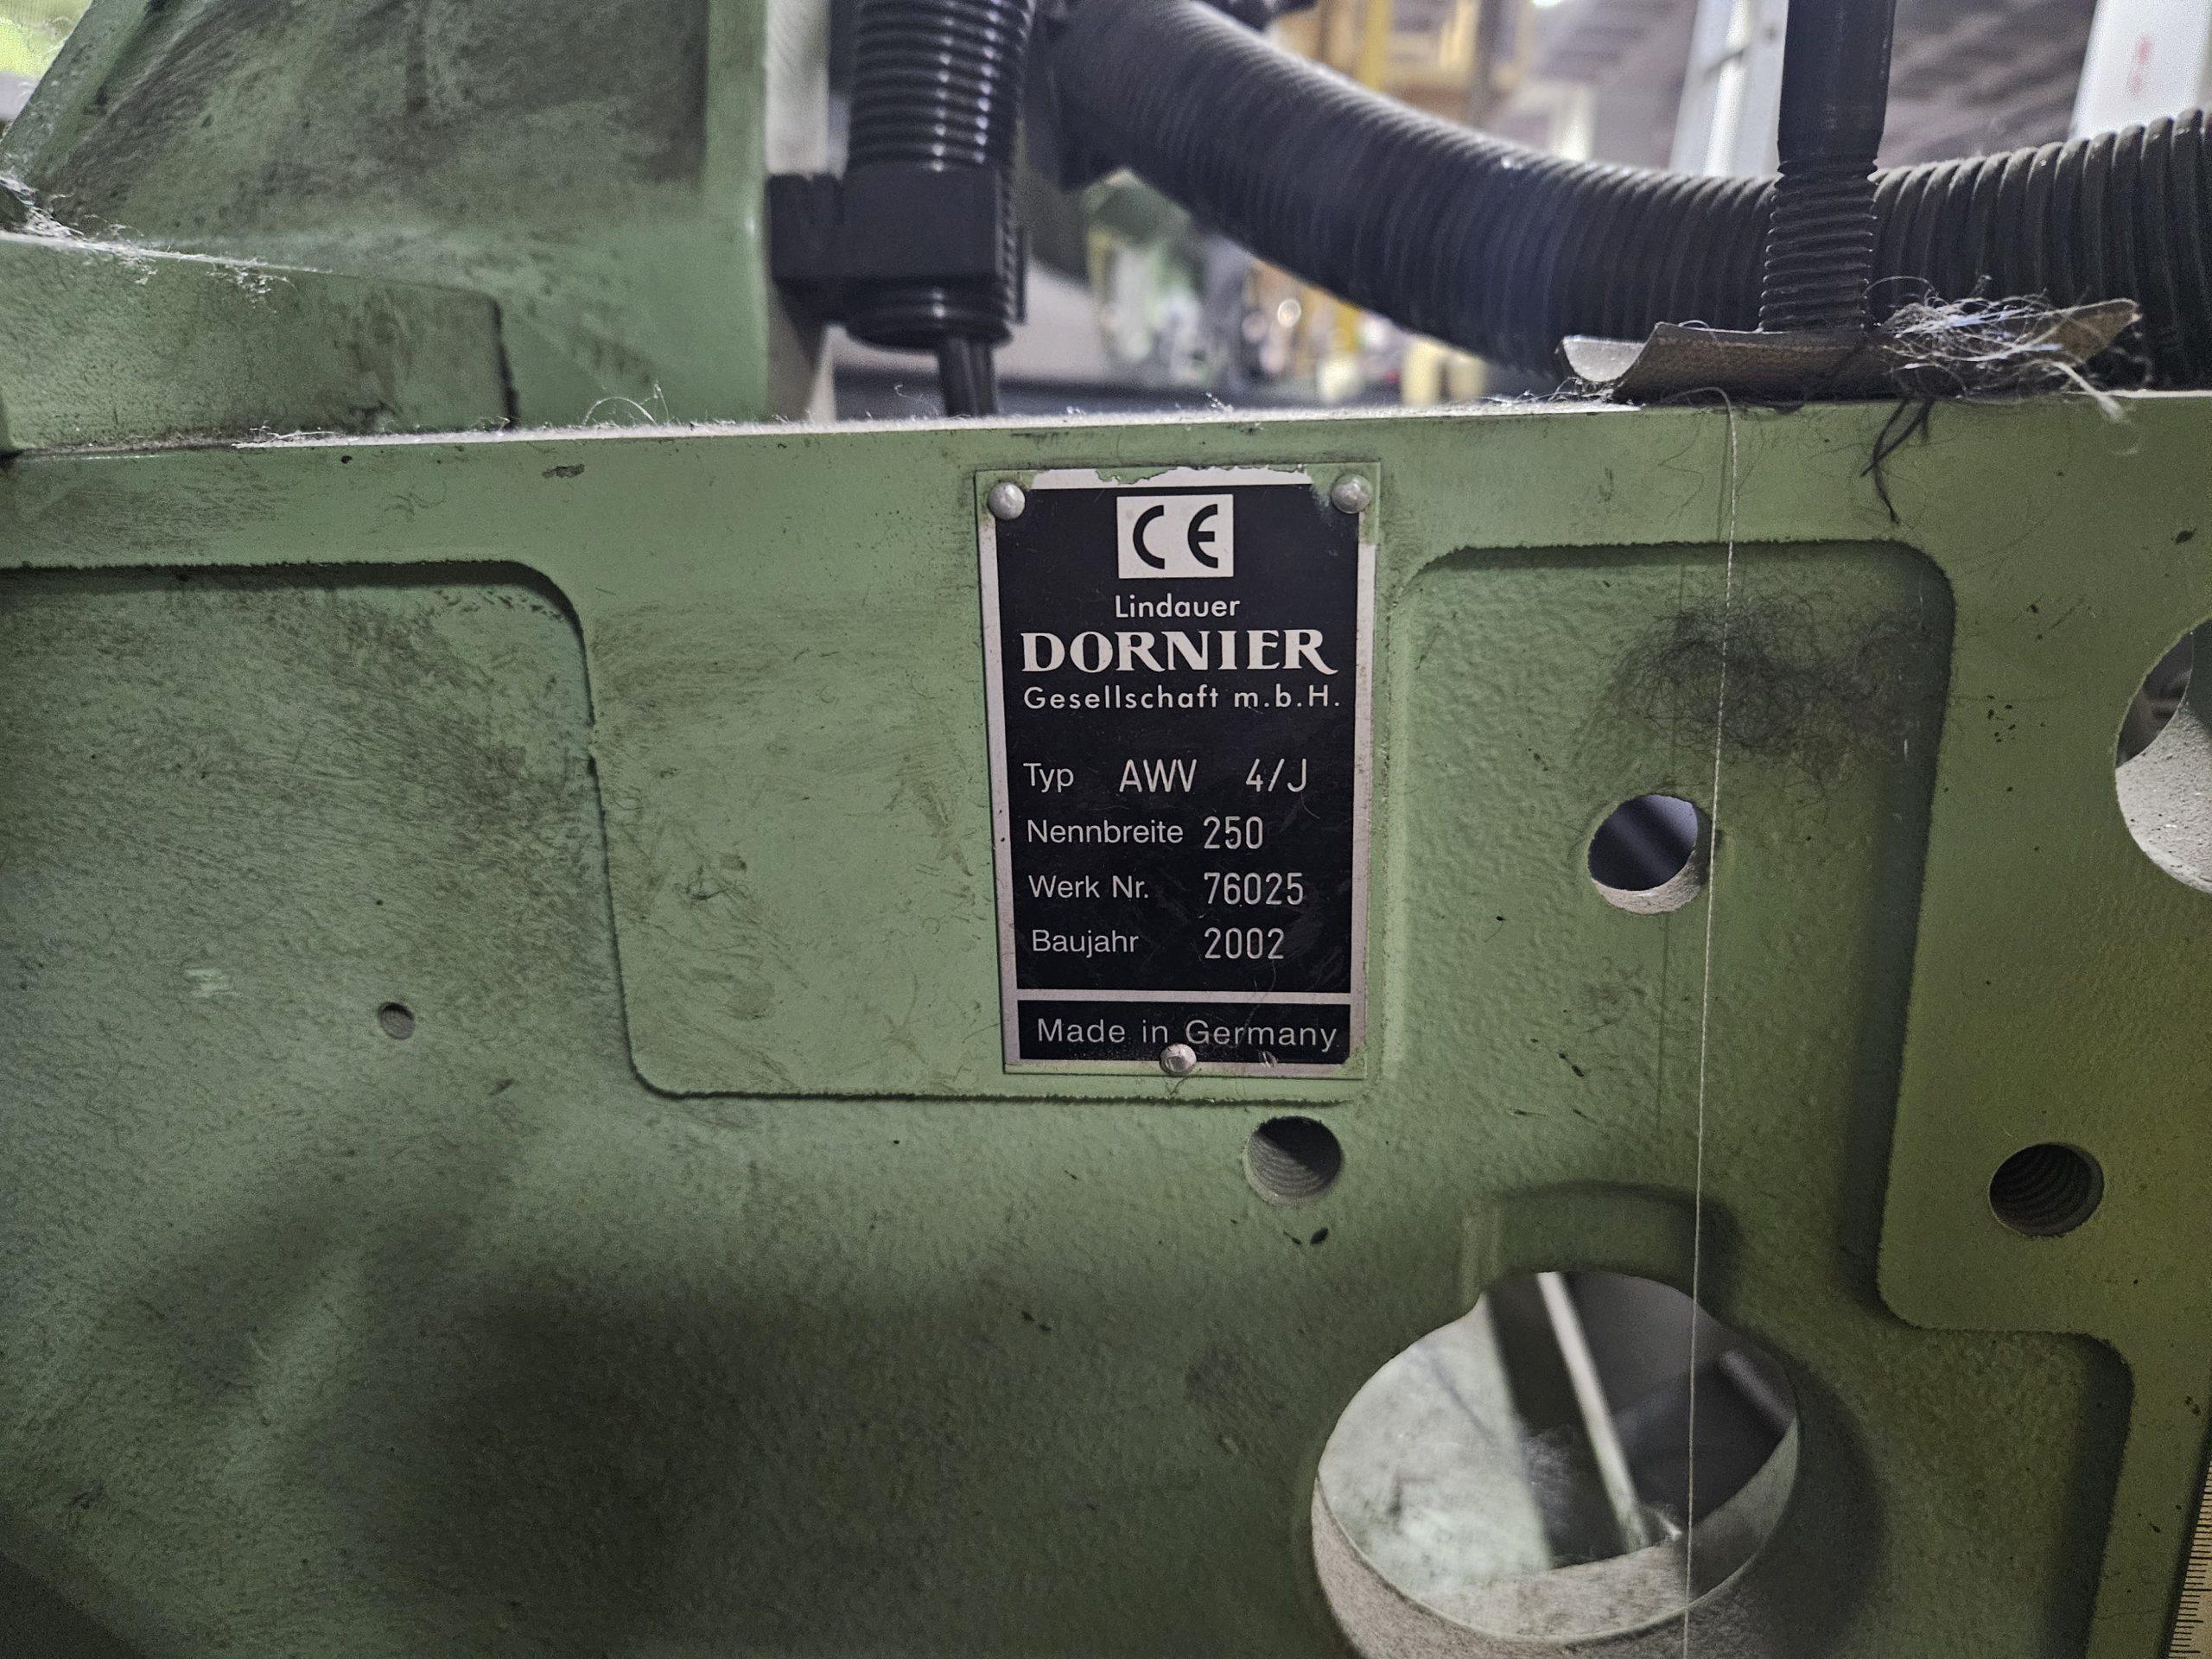 CE
Lindauer
DORNIER
Gesellschaft m.b.H.
Typ AWV 4/J
Nennbreite 250
Werk Nr. 76025
Baujahr 2002
Made in Germany